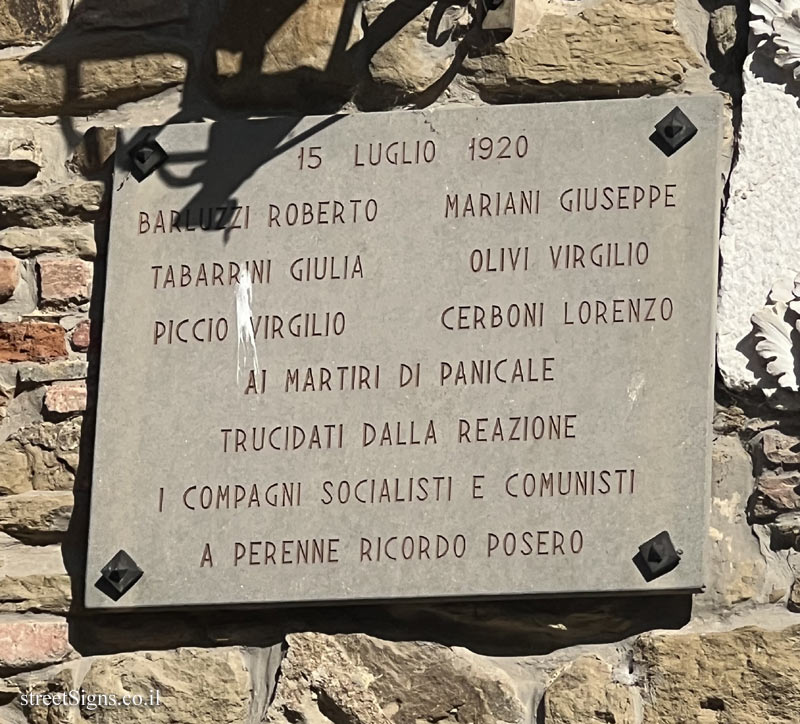 15 LUGLIO 1920
BARLUZZI ROBERTO MARIANI GIUSEPPE
TABARRINI GIULIA OLIVI VIRGILIO
PICCIO VIRGILIO CERBONI LORENZO
AI MARTIRI DI PANICALE
TRUCIDATI DALLA REAZIONE
I COMPAGNI SOCIALISTI E COMUNISTI
A PERENNE RICORDO POSERO
streetSigns.co.il